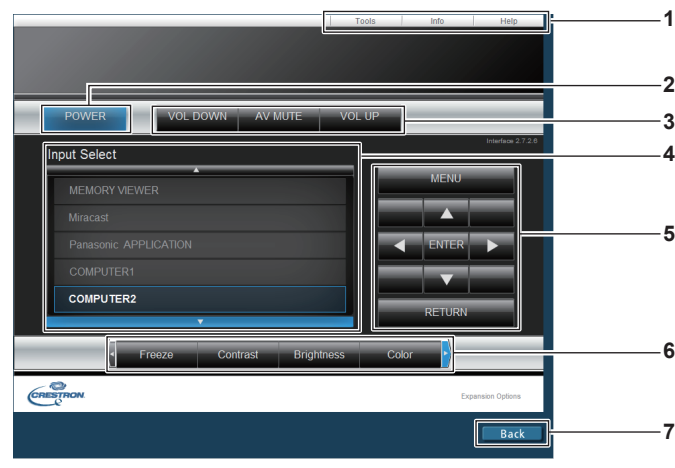 Tools Info Help 1
2
POWER VOL DOWN AV MUTE VOL UP 3
Interface 2.7.2.6
Input Select 4
MEMORY VIEWER
Miracast
Panasonic APPLICATION
COMPUTER1
COMPUTER2
MENU
ENTER 5
RETURN
Freeze Contrast Brightness Color 6
CRESTRON
Expansion Options
Back 7